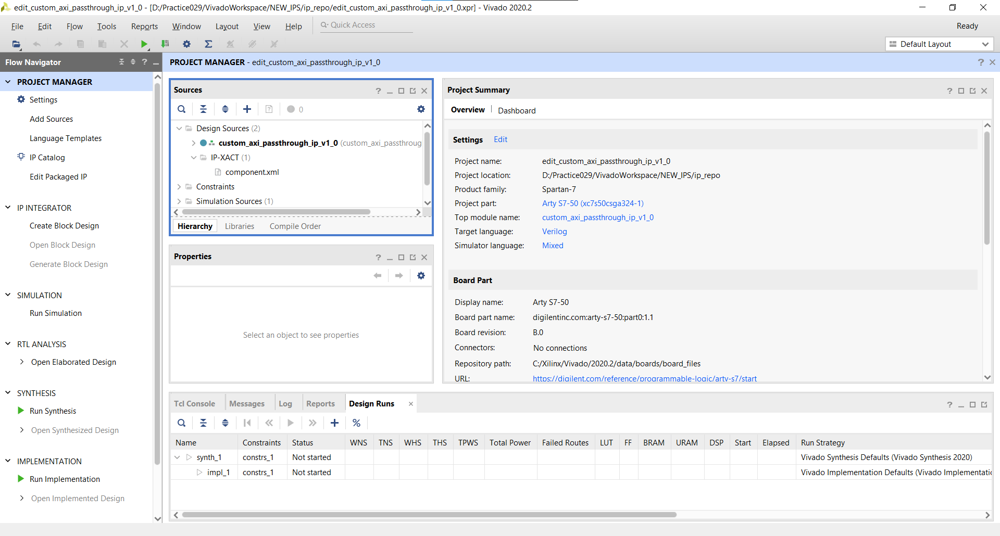 edit_custom_axi_passthrough_ip_v1_0 - [D:/Practice029/VivadoWorkspace/NEW_IPS/ip_repo/edit_custom_axi_passthrough_ip_v1_0.xpr] - Vivado 2020.2
File Edit Flow Tools Reports Window Layout View Help Quick Access
Ready
Default Layout
Flow Navigator
PROJECT MANAGER
Settings
Add Sources
Language Templates
IP Catalog
Edit Packaged IP
IP INTEGRATOR
Create Block Design
Open Block Design
Generate Block Design
SIMULATION
Run Simulation
RTL ANALYSIS
Open Elaborated Design
SYNTHESIS
Run Synthesis
Open Synthesized Design
IMPLEMENTATION
Run Implementation
Open Implemented Design
PROJECT MANAGER - edit_custom_axi_passthrough_ip_v1_0
Sources
0
Design Sources (2)
custom_axi_passthrough_ip_v1_0 (custom_axi_passthroug
IP-XACT (1)
component.xml
Constraints
Simulation Sources (1)
Hierarchy Libraries Compile Order
Properties
Select an object to see properties
Project Summary
Overview Dashboard
Settings Edit
Project name: edit_custom_axi_passthrough_ip_v1_0
Project location: D:/Practice029/VivadoWorkspace/NEW_IPS/ip_repo
Product family: Spartan-7
Project part: Arty S7-50 (xc7s50csga324-1)
Top module name: custom_axi_passthrough_ip_v1_0
Target language: Verilog
Simulator language: Mixed
Board Part
Display name: Arty S7-50
Board part name: digilentinc.com:arty-s7-50:part0:1.1
Board revision: B.0
Connectors: No connections
Repository path: C:/Xilinx/Vivado/2020.2/data/boards/board_files
URL: https://digilent.com/reference/programmable-logic/arty-s7/start
Tcl Console Messages Log Reports Design Runs
Name Constraints Status WNS TNS WHS THS TPWS Total Power Failed Routes LUT FF BRAM URAM DSP Start Elapsed Run Strategy
synth_1 constrs_1 Not started Vivado Synthesis Defaults (Vivado Synthesis 2020)
impl_1 constrs_1 Not started Vivado Implementation Defaults (Vivado Implementatio